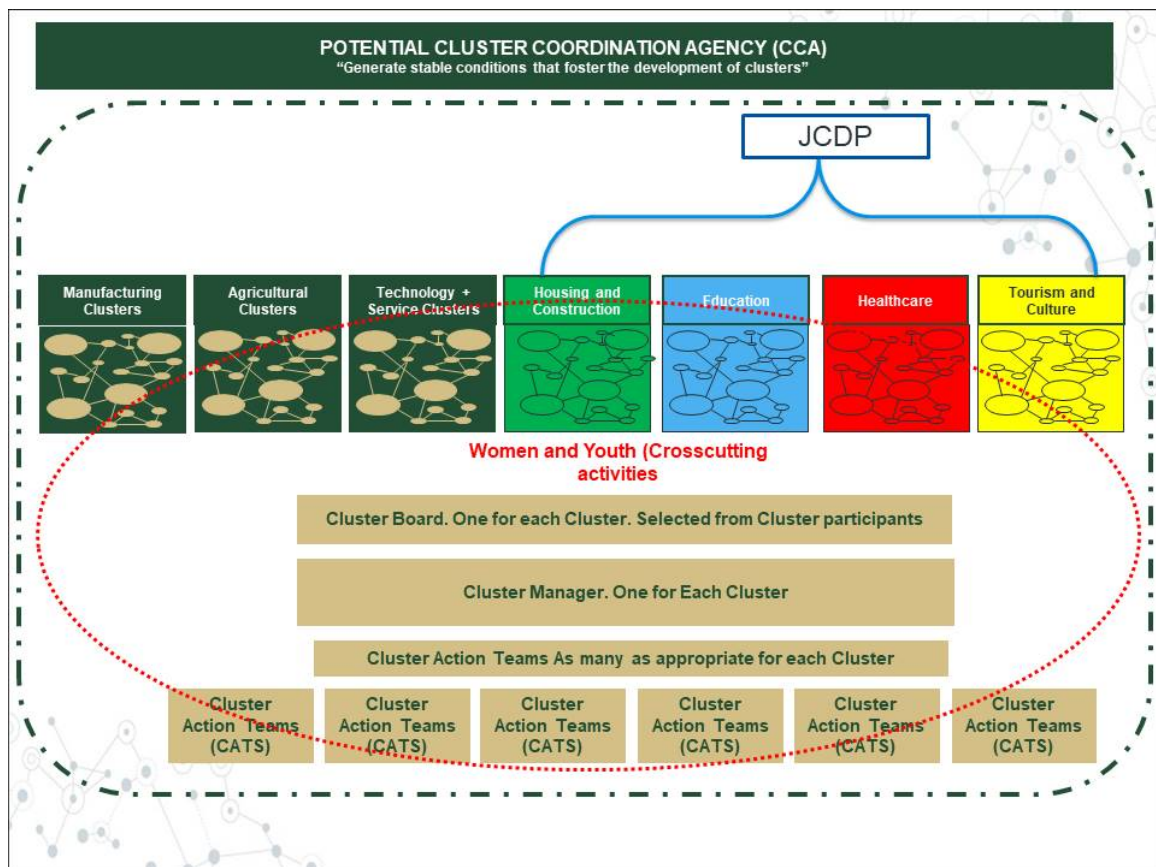 POTENTIAL CLUSTER COORDINATION AGENCY (CCA)
“Generate stable conditions that foster the development of clusters”
JCDP
Manufacturing
Clusters
Agricultural
Clusters
Technology +
Service Clusters
Housing and
Construction
Education
Healthcare
Tourism and
Culture
Women and Youth (Crosscutting
activities
Cluster Board. One for each Cluster. Selected from Cluster participants
Cluster Manager. One for Each Cluster
Cluster Action Teams As many as appropriate for each Cluster
Cluster
Action Teams
(CATS)
Cluster
Action Teams
(CATS)
Cluster
Action Teams
(CATS)
Cluster
Action Teams
(CATS)
Cluster
Action Teams
(CATS)
Cluster
Action Teams
(CATS)